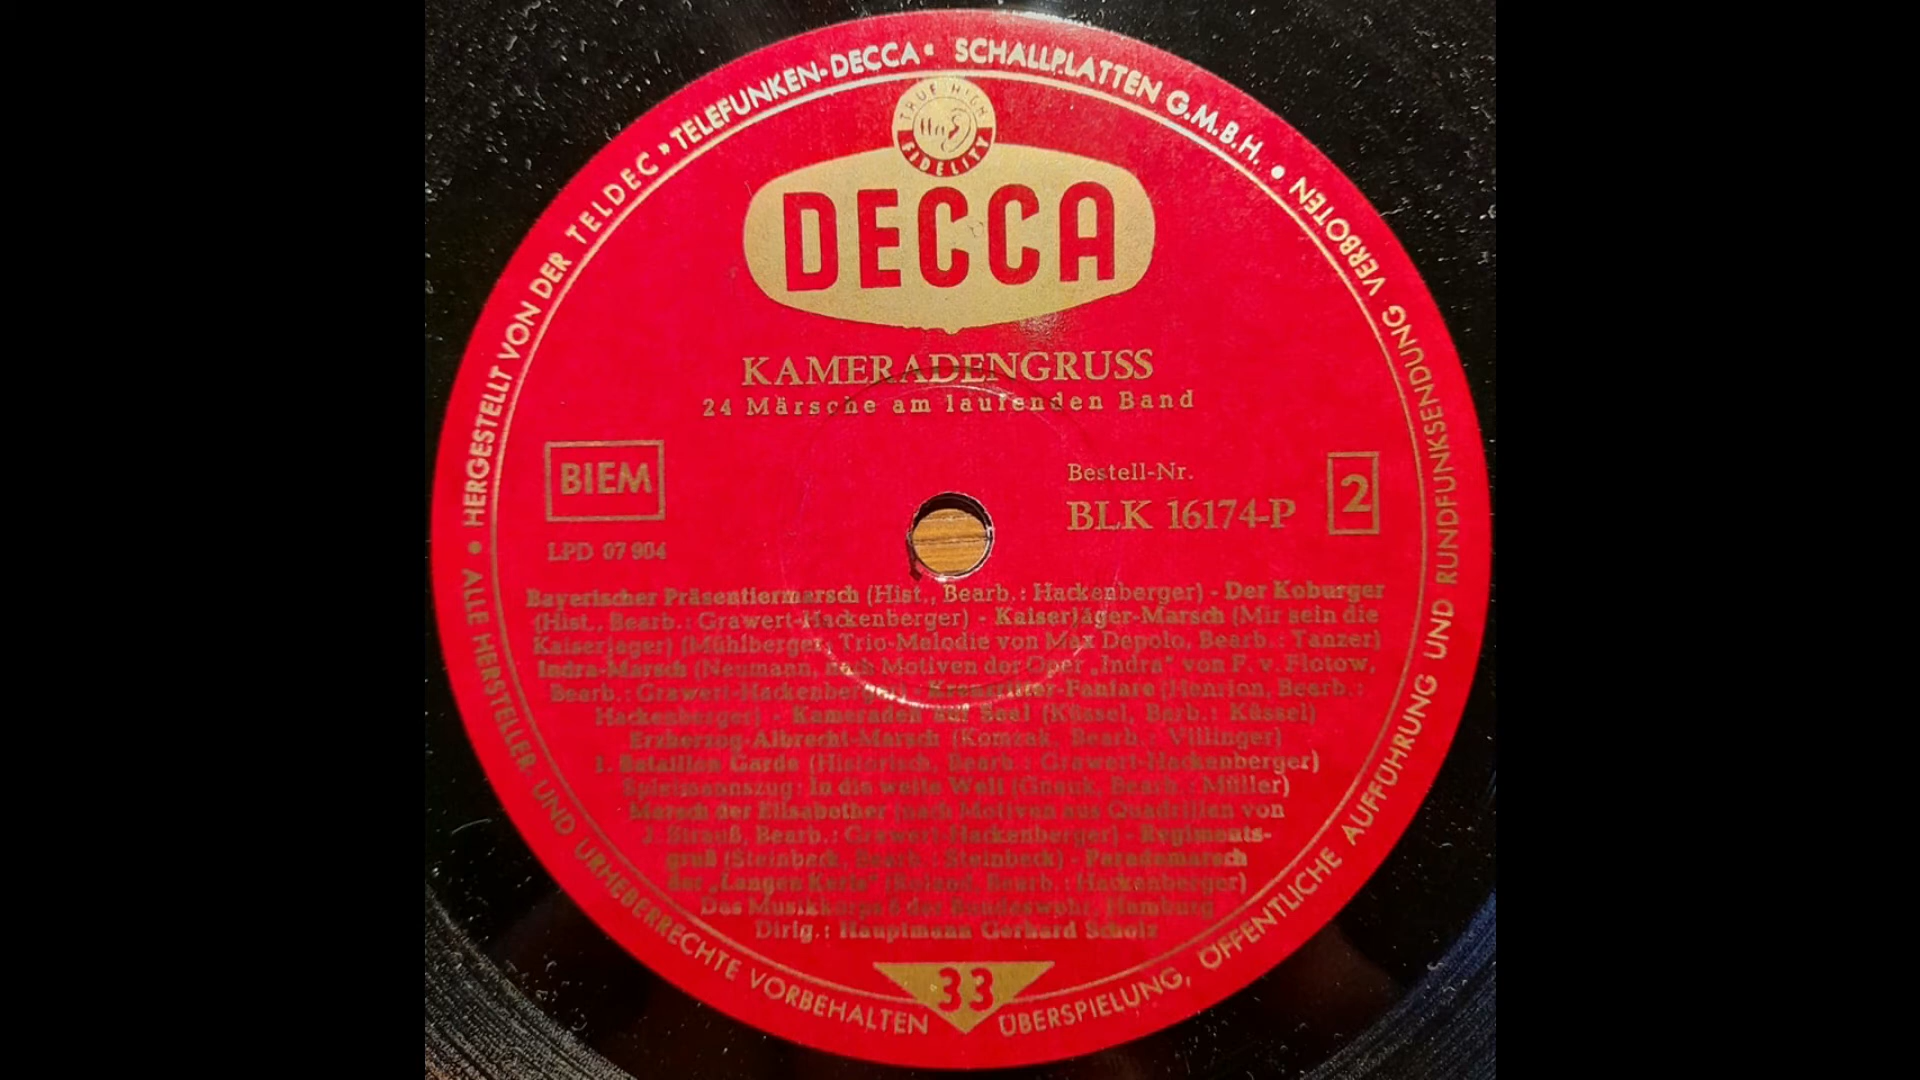 HERGESTELLT VON DER TELDEC » TELEFUNKEN-DECCA « SCHALLPLATTEN G.M.B.H. •
TRUE HIGH
FIDELITY
DECCA
KAMERADENGRUSS
24 Märsche am laufenden Band
BIEM
Bestell-Nr.
BLK 16174-P
2
LPD 07 904
Bayerischer Präsentiermarsch (Hist., Bearb.: Hackenberger) - Der Koburger
(Hist., Bearb.: Grawert-Hackenberger) - Kaiserjäger-Marsch (Mir sein die
Kaiserjäger) (Mühlberger, Trio-Melodie von Max Depolo, Bearb.: Tanzer)
Indra-Marsch (Neumann, nach Motiven der Oper „Indra" von F. v. Flotow,
Bearb.: Grawert-Hackenberger) - Kreuzritter-Fanfare (Henrion, Bearb.:
Hackenberger) - Kameraden auf See! (Küssel, Berb.: Küssel)
Erzherzog-Albrecht-Marsch (Komzak, Bearb.: Villinger)
1. Bataillon Garde (Historisch, Bearb.: Grawert-Hackenberger)
Spielmannszug: In die weite Welt (Gnauk, Bearb.: Müller)
Marsch der Elisabether (nach Motiven aus Quadrillen von
J. Strauß, Bearb.: Grawert-Hackenberger) - Regiments-
gruß (Steinbeck, Bearb.: Steinbeck) - Parademarsch
der „Langen Kerls" (Roland, Bearb.: Hackenberger)
Das Musikkorps 6 der Bundeswehr, Hamburg
Dirig.: Hauptmann Gerhard Scholz
33
• ALLE HERSTELLER- UND URHEBERRECHTE VORBEHALTEN
ÜBERSPIELUNG, ÖFFENTLICHE AUFFÜHRUNG UND RUNDFUNKSENDUNG VERBOTEN